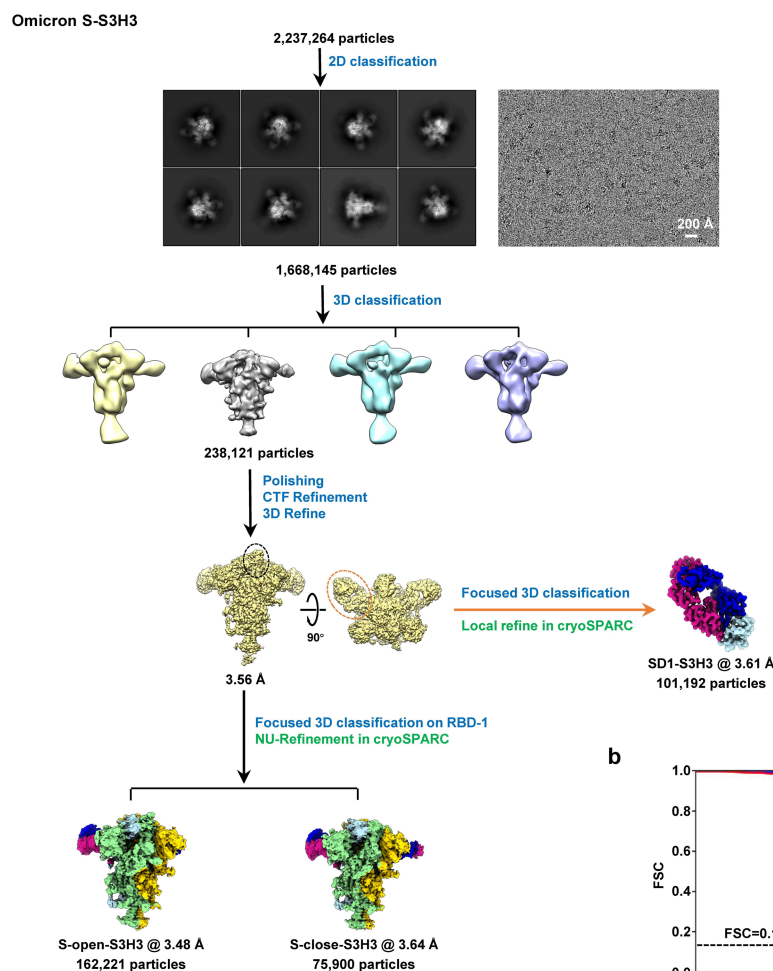 Omicron S-S3H3
2,237,264 particles
2D classification
200 Å
1,668,145 particles
3D classification
238,121 particles
Polishing
CTF Refinement
3D Refine
90°
Focused 3D classification
Local refine in cryoSPARC
SD1-S3H3 @ 3.61 Å
101,192 particles
3.56 Å
Focused 3D classification on RBD-1
NU-Refinement in cryoSPARC
S-open-S3H3 @ 3.48 Å
162,221 particles
S-close-S3H3 @ 3.64 Å
75,900 particles
b
1.0
0.8
0.6
0.4
0.2
FSC